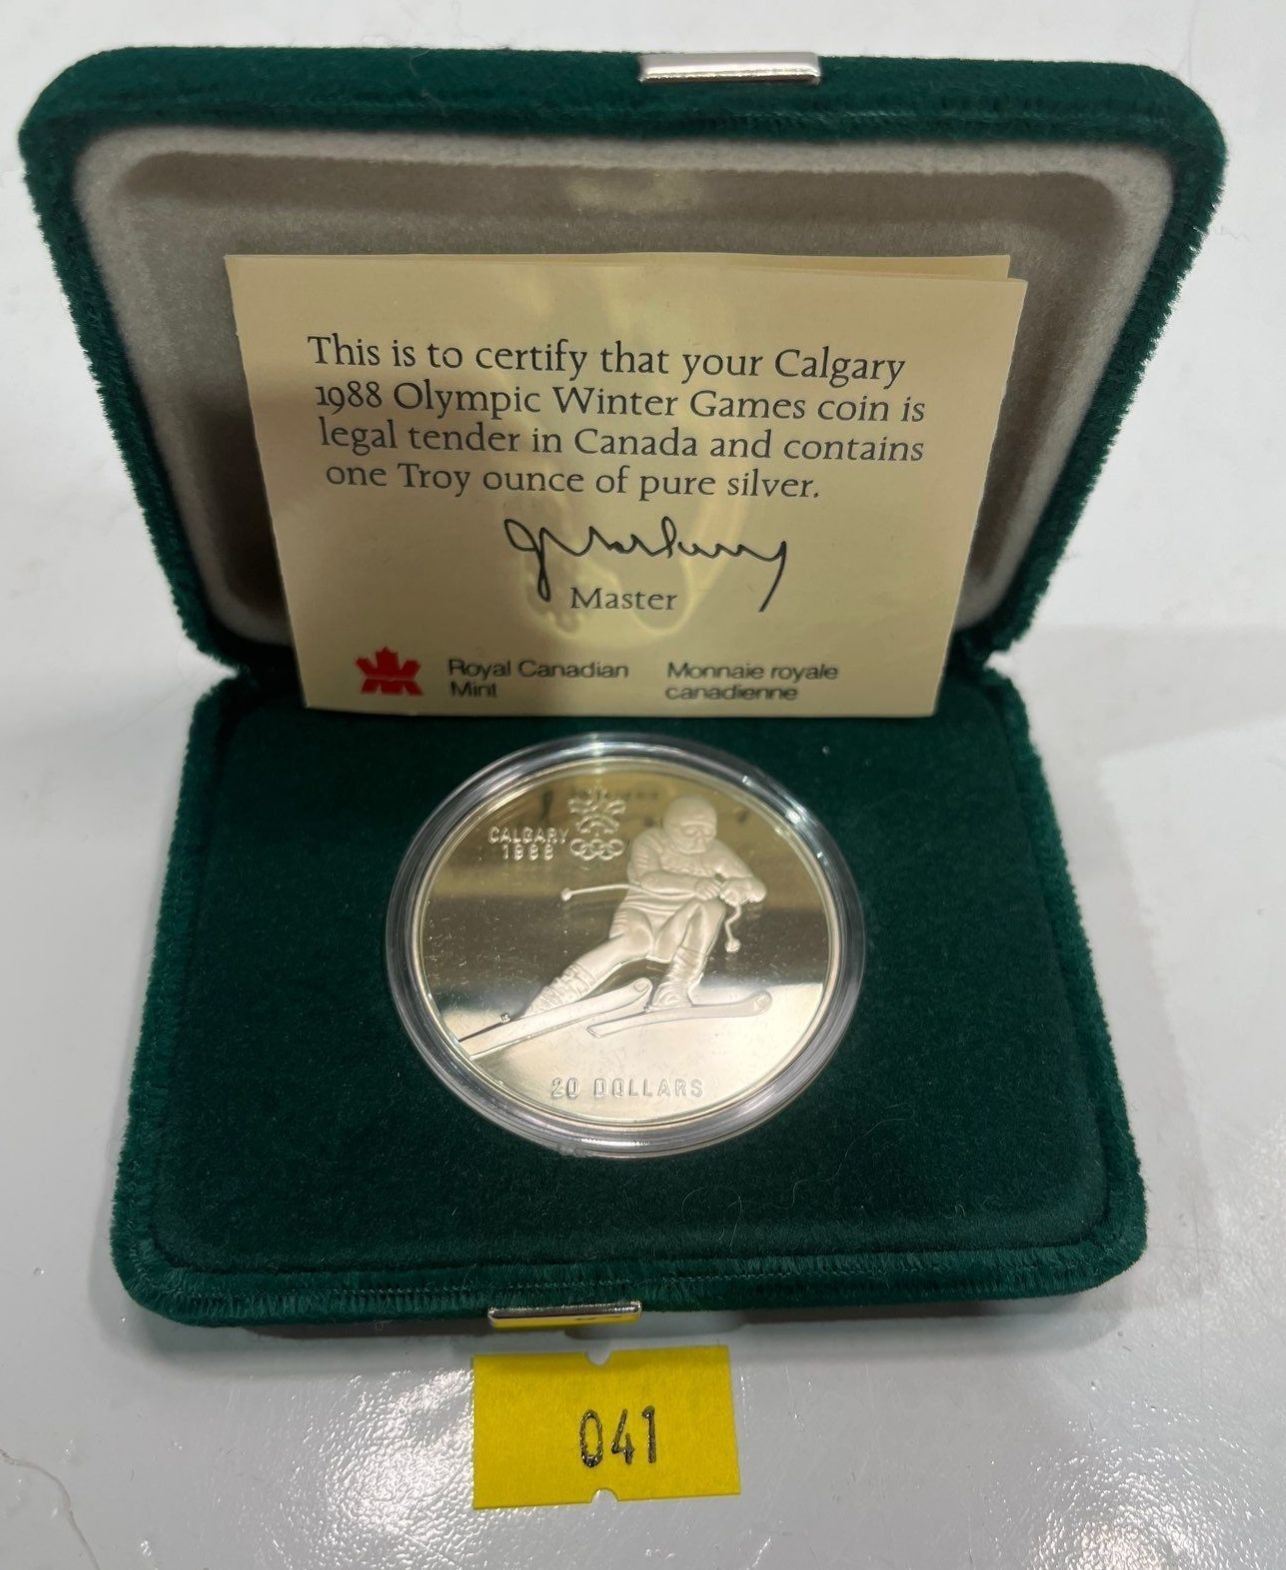 This is to certify that your Calgary
1988 Olympic Winter Games coin is
legal tender in Canada and contains
one Troy ounce of pure silver.
Master
Royal Canadian
Mint
Monnaie royale
canadienne
CALGARY
1988
20 DOLLARS
041